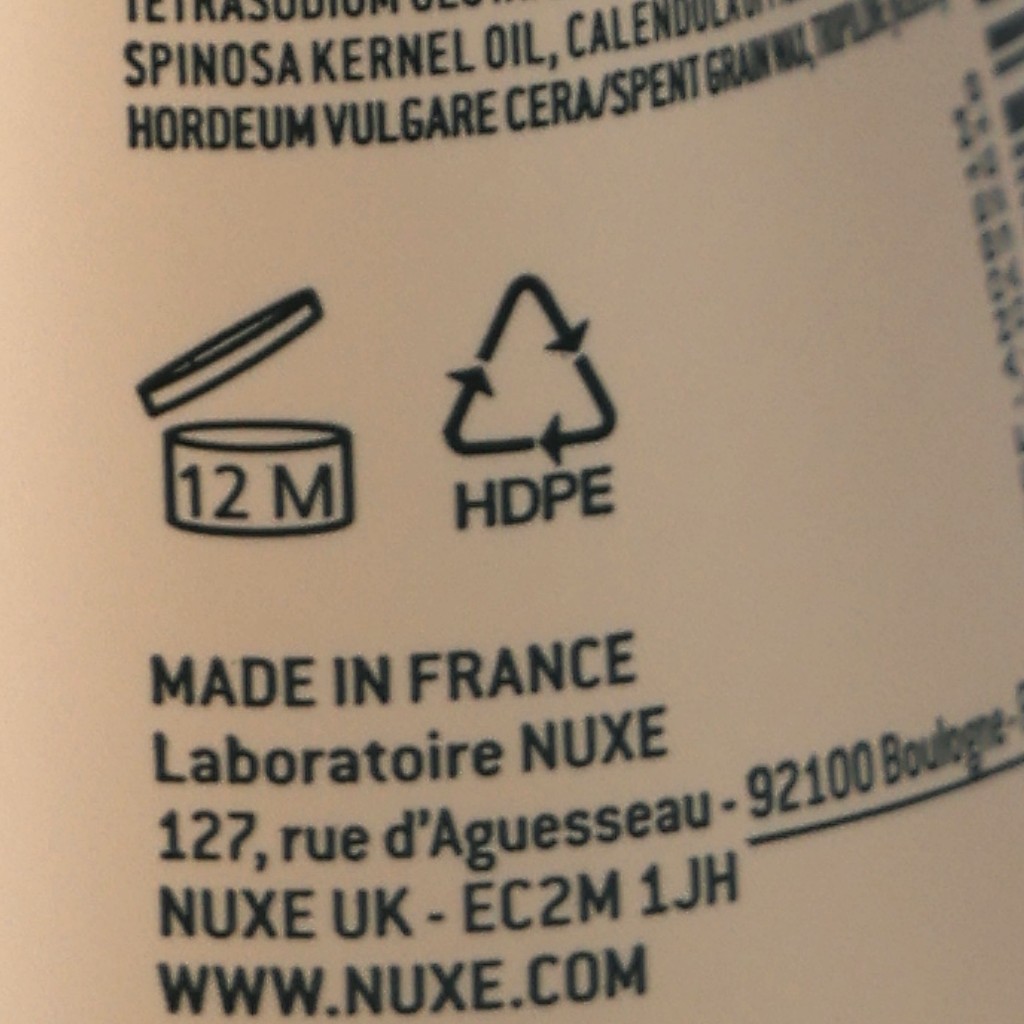 SPINOSA KERNEL OIL,
HORDEUM VULGARE CERA/SPENT GRAIN WAX,
12 M
HDPE
MADE IN FRANCE
Laboratoire NUXE
127, rue d'Aguesseau - 92100 Boulogne-
NUXE UK - EC2M 1JH
WWW.NUXE.COM